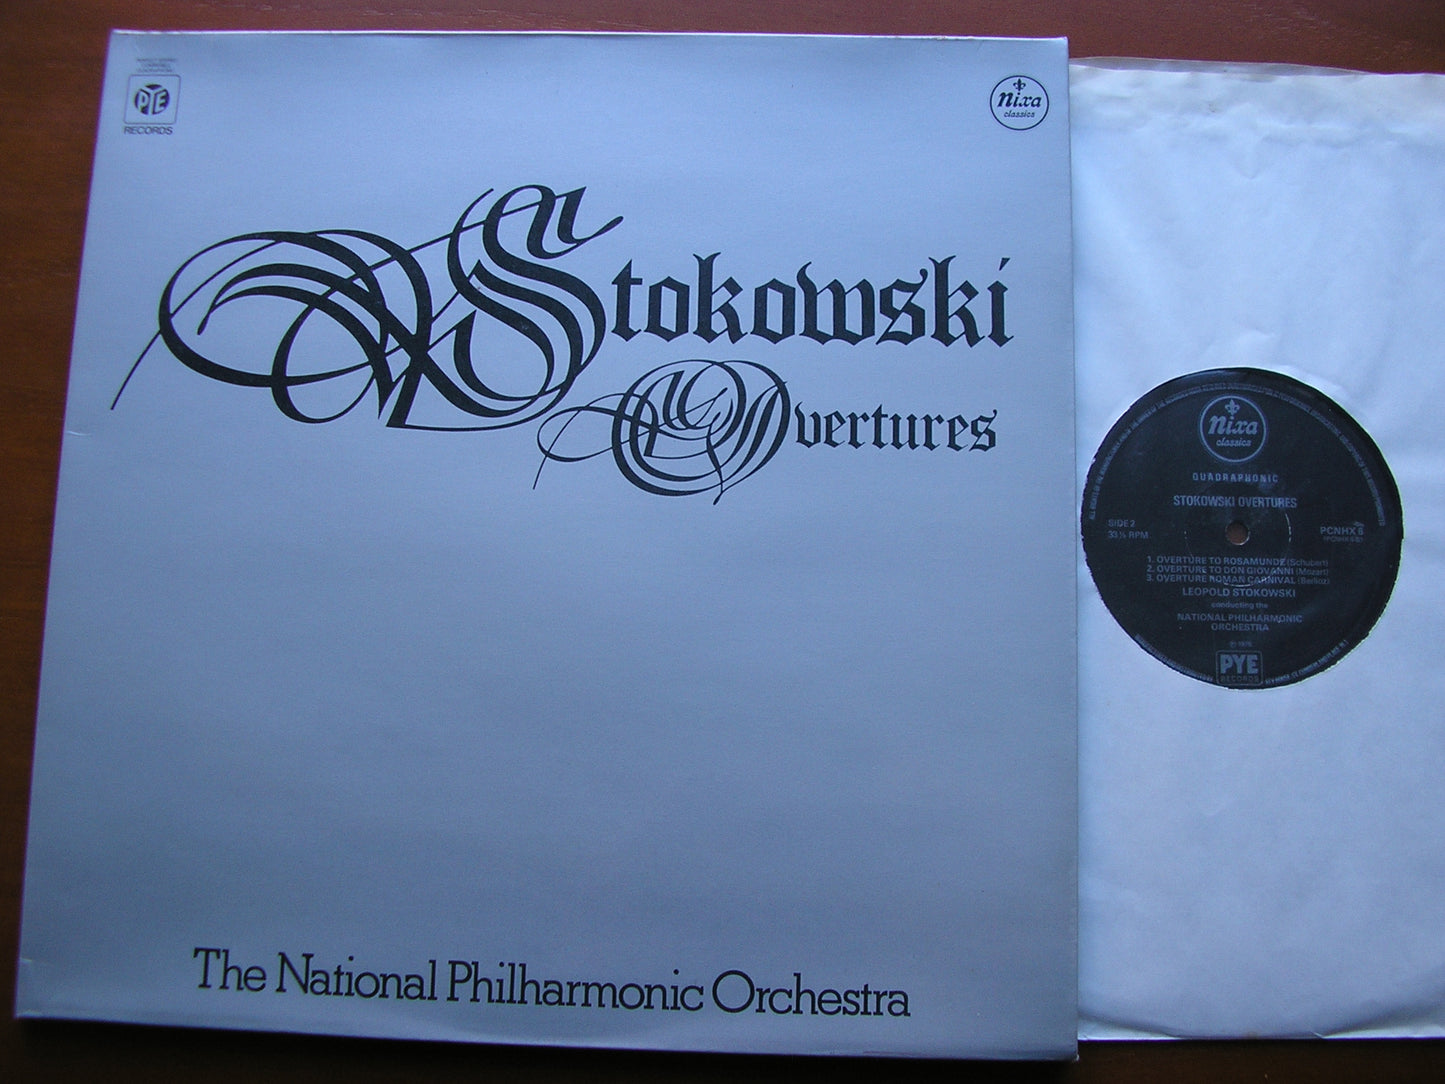 PYE
RECORDS
nixa
classics
Stokowski
Overtures
The National Philharmonic Orchestra
nixa
classics
QUADRAPHONIC
STOKOWSKI OVERTURES
SIDE 2
33⅓ RPM
PCNHX 6
1. OVERTURE TO ROSAMUNDE (Schubert)
2. OVERTURE TO DON GIOVANNI (Mozart)
3. OVERTURE ROMAN CARNIVAL (Berlioz)
LEOPOLD STOKOWSKI
conducting the
NATIONAL PHILHARMONIC
ORCHESTRA
PYE
RECORDS